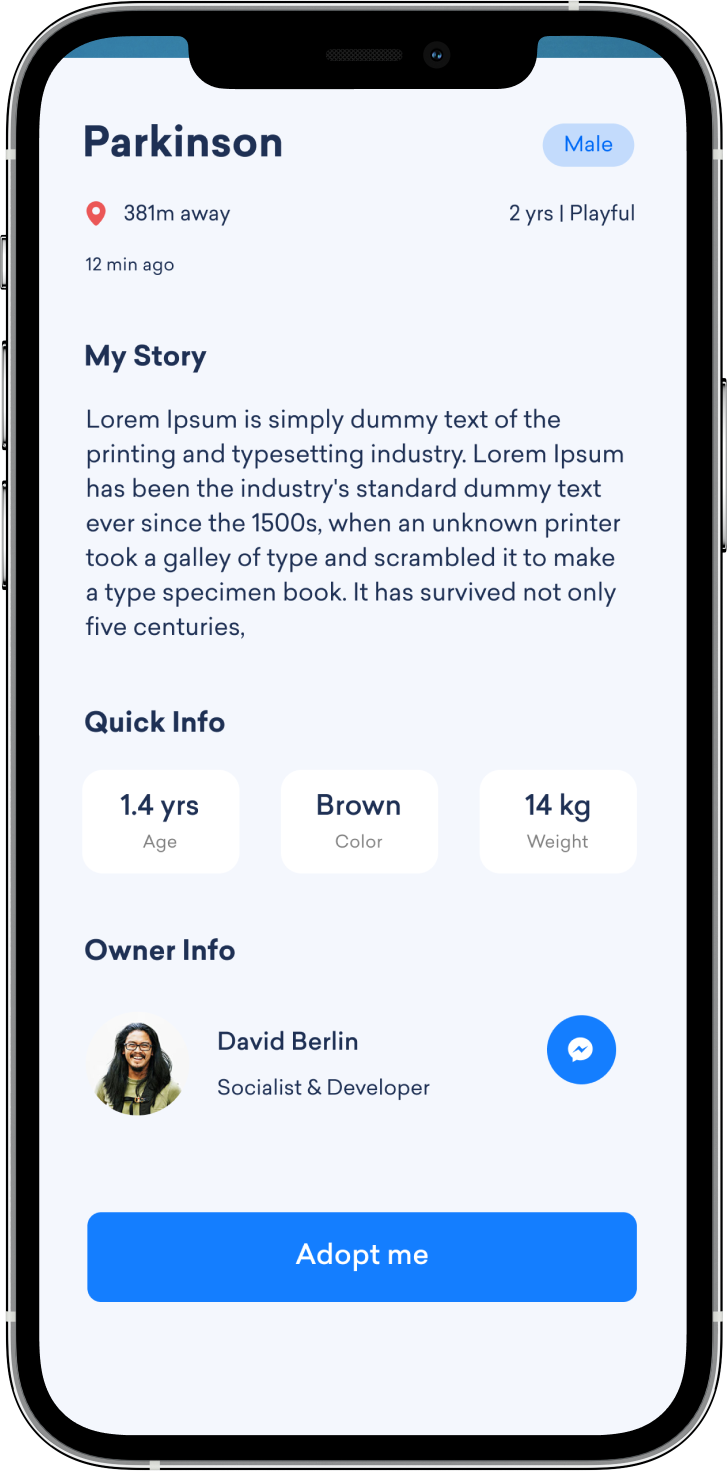 Parkinson
Male
381m away
2 yrs | Playful
12 min ago
My Story
Lorem Ipsum is simply dummy text of the
printing and typesetting industry. Lorem Ipsum
has been the industry's standard dummy text
ever since the 1500s, when an unknown printer
took a galley of type and scrambled it to make
a type specimen book. It has survived not only
five centuries,
Quick Info
1.4 yrs
Age
Brown
Color
14 kg
Weight
Owner Info
David Berlin
Socialist & Developer
Adopt me